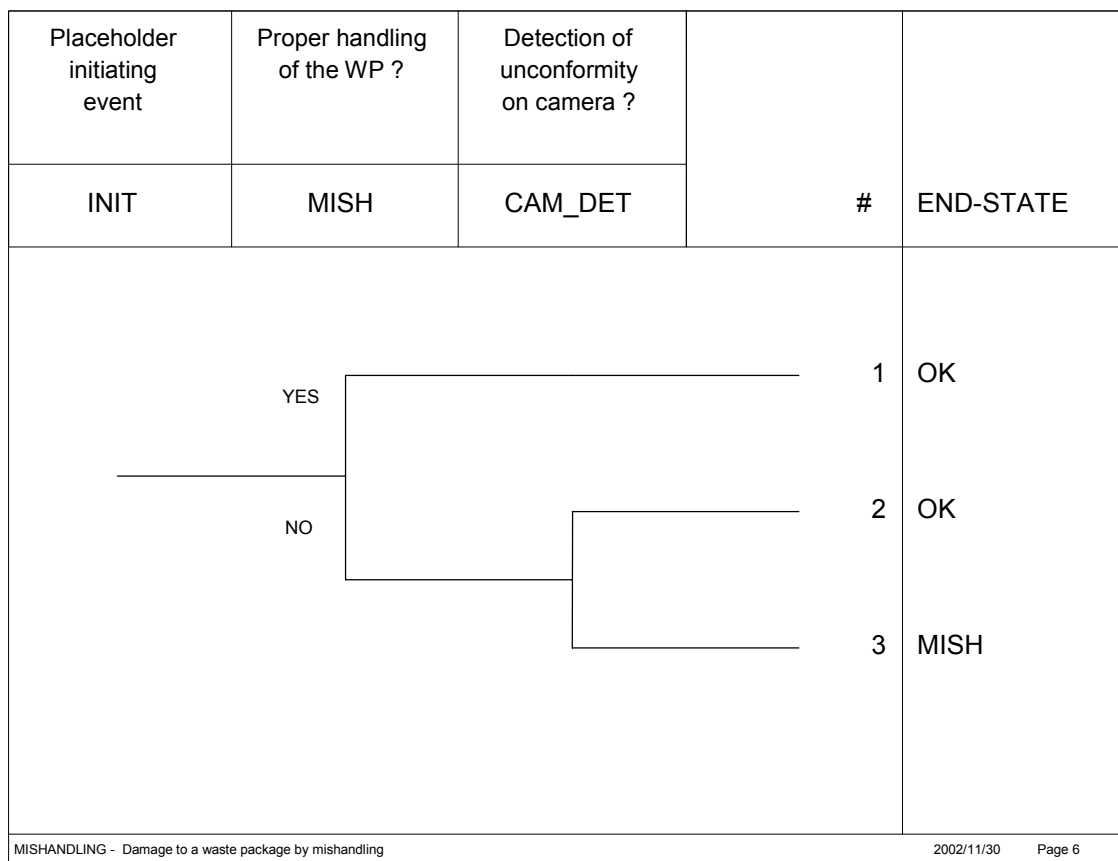 Placeholder
initiating
event
Proper handling
of the WP ?
Detection of
unconformity
on camera ?
INIT
MISH
CAM_DET
#
END-STATE
YES
NO
1
OK
2
OK
3
MISH
MISHANDLING - Damage to a waste package by mishandling
2002/11/30
Page 6